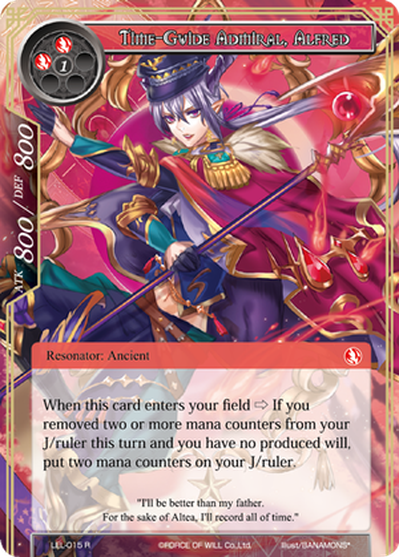 Time-Guide Admiral, Alfred
1
ATK 800 / DEF 800
Resonator: Ancient
When this card enters your field ⇨ If you
removed two or more mana counters from your
J/ruler this turn and you have no produced will,
put two mana counters on your J/ruler.
"I'll be better than my father.
For the sake of Altea, I'll record all of time."
* LEL-015 R ©FORCE OF WILL Co.,Ltd. Illust/BANAMONS*